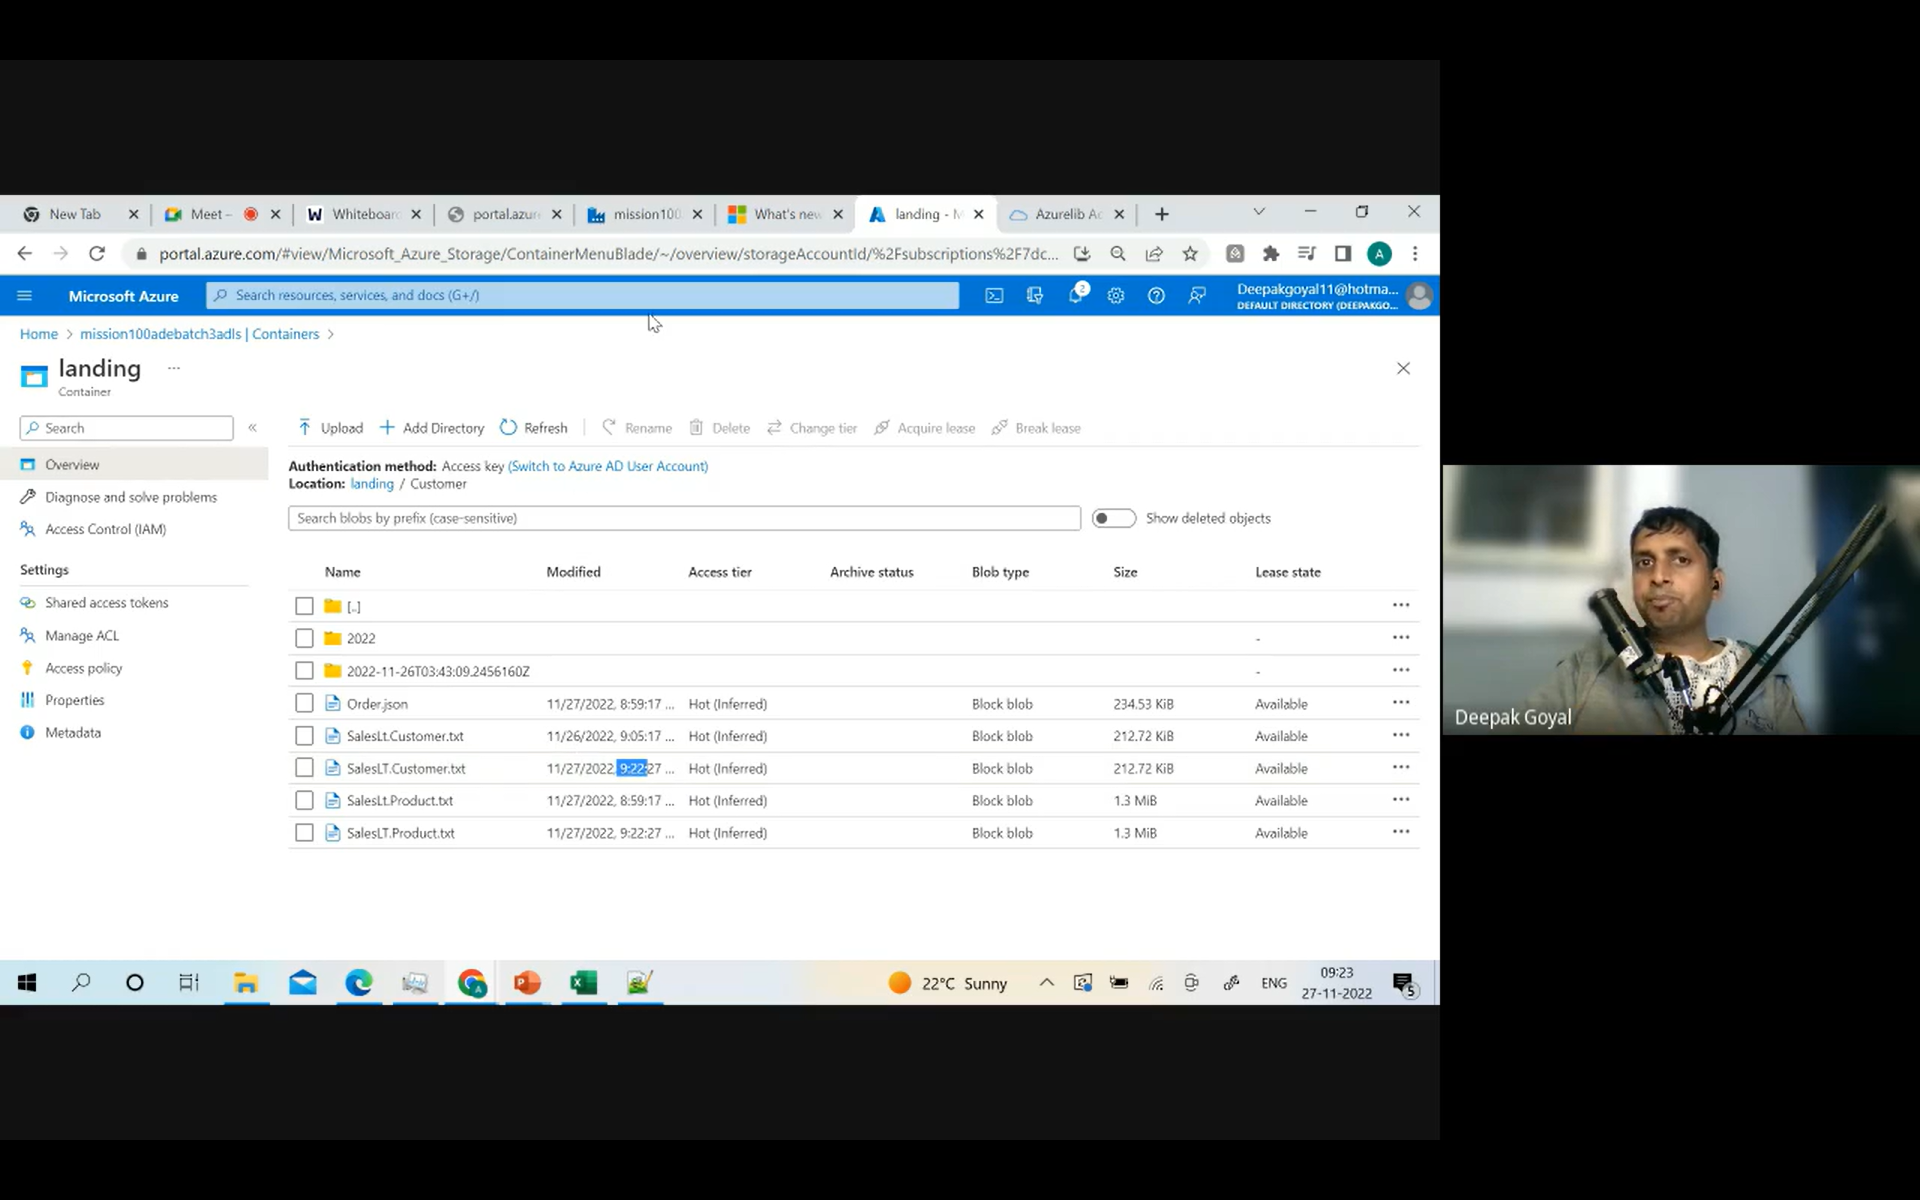 New Tab
Meet -
Whiteboar
portal.azur
mission100
What's new
landing - M
Azurelib Ac
portal.azure.com/#view/Microsoft_Azure_Storage/ContainerMenuBlade/~/overview/storageAccountId/%2Fsubscriptions%2F7dc...
A
Microsoft Azure
Search resources, services, and docs (G+/)
2
Deepakgoyal11@hotma...
DEFAULT DIRECTORY (DEEPAKGO...
Home > mission100adebatch3adls | Containers >
landing ...
Container
Search
«
Overview
Diagnose and solve problems
Access Control (IAM)
Settings
Shared access tokens
Manage ACL
Access policy
Properties
Metadata
Upload Add Directory Refresh Rename Delete Change tier Acquire lease Break lease
Authentication method: Access key (Switch to Azure AD User Account)
Location: landing / Customer
Search blobs by prefix (case-sensitive)
Show deleted objects
Name Modified Access tier Archive status Blob type Size Lease state
[..] ...
2022 - ...
2022-11-26T03:43:09.2456160Z - ...
Order.json 11/27/2022, 8:59:17 ... Hot (Inferred) Block blob 234.53 KiB Available ...
SalesLt.Customer.txt 11/26/2022, 9:05:17 ... Hot (Inferred) Block blob 212.72 KiB Available ...
SalesLT.Customer.txt 11/27/2022, 9:22:27 ... Hot (Inferred) Block blob 212.72 KiB Available ...
SalesLt.Product.txt 11/27/2022, 8:59:17 ... Hot (Inferred) Block blob 1.3 MiB Available ...
SalesLT.Product.txt 11/27/2022, 9:22:27 ... Hot (Inferred) Block blob 1.3 MiB Available ...
Deepak Goyal
22°C Sunny
ENG
09:23
27-11-2022
5